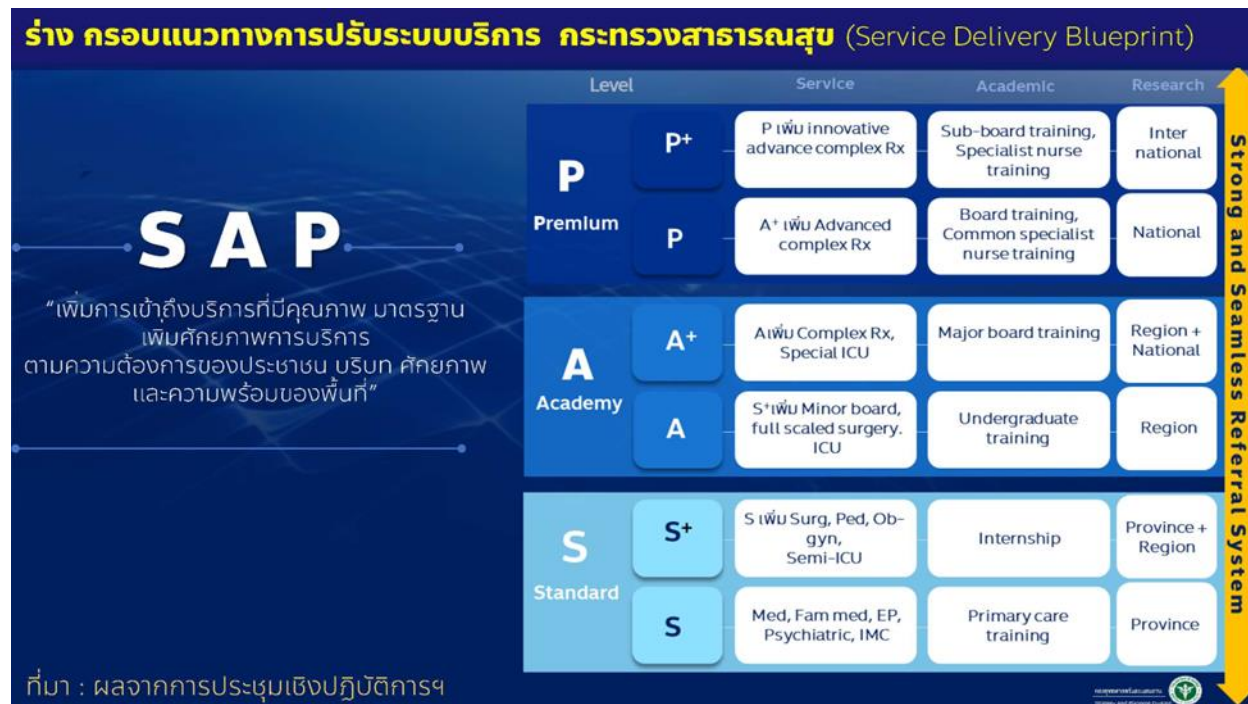 ร่าง กรอบแนวทางการปรับระบบบริการ กระทรวงสาธารณสุข (Service Delivery Blueprint)
Level
Service
Academic
Research
S A P
“เพิ่มการเข้าถึงบริการที่มีคุณภาพ มาตรฐาน
เพิ่มศักยภาพการบริการ
ตามความต้องการของประชาชน บริบท ศักยภาพ
และความพร้อมของพื้นที่”
P
Premium
P+
P เพิ่ม innovative
advance complex Rx
Sub-board training,
Specialist nurse
training
Inter
national
P
A+ เพิ่ม Advanced
complex Rx
Board training,
Common specialist
nurse training
National
A
Academy
A+
Aเพิ่ม Complex Rx,
Special ICU
Major board training
Region +
National
A
S+เพิ่ม Minor board,
full scaled surgery.
ICU
Undergraduate
training
Region
S
Standard
S+
S เพิ่ม Surg, Ped, Ob-
gyn,
Semi-ICU
Internship
Province +
Region
S
Med, Fam med, EP,
Psychiatric, IMC
Primary care
training
Province
Strong and Seamless Referral System
ที่มา : ผลจากการประชุมเชิงปฏิบัติการฯ